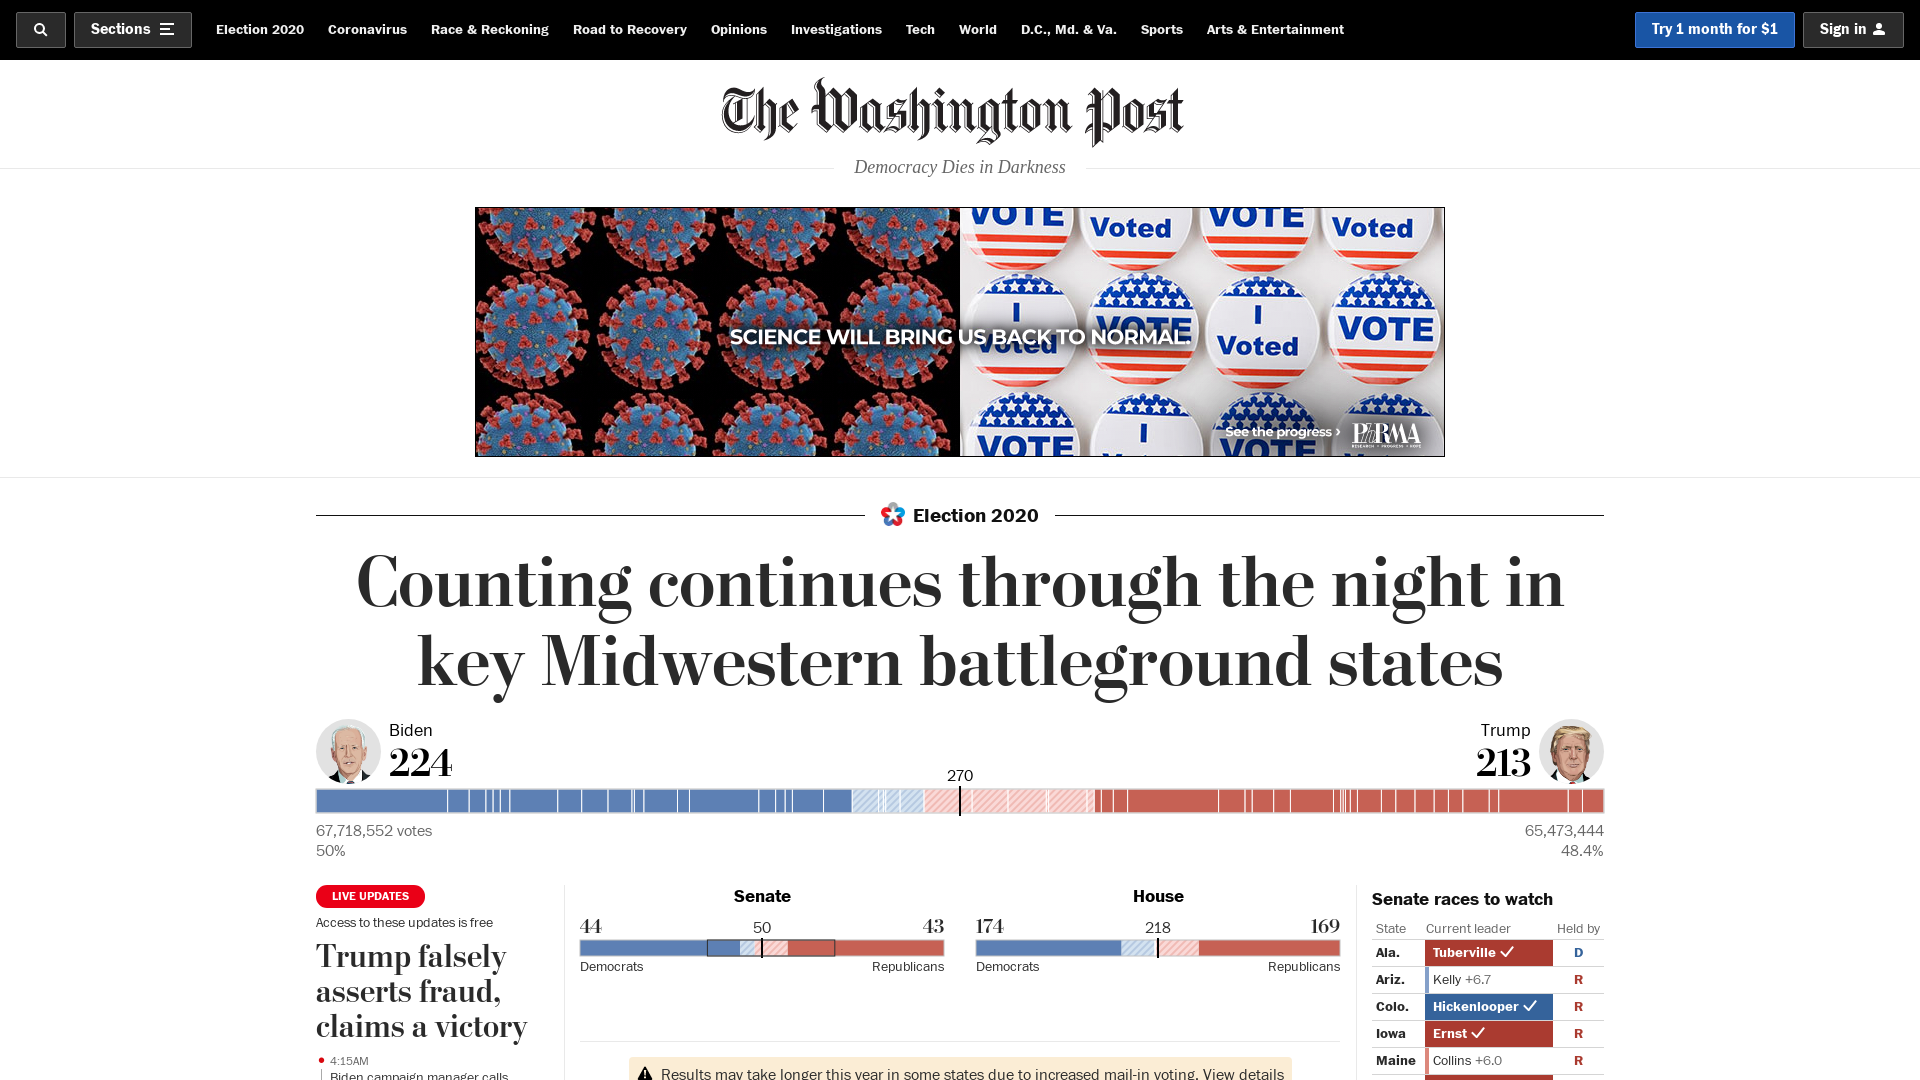 Sections
Election 2020
Coronavirus
Race & Reckoning
Road to Recovery
Opinions
Investigations
Tech
World
D.C., Md. & Va.
Sports
Arts & Entertainment
Try 1 month for $1
Sign in
The Washington Post
Democracy Dies in Darkness
VOTE
Voted
VOTE
Voted
SCIENCE WILL BRING US BACK TO NORMAL.
I
Voted
VOTE
I
Voted
VOTE
VOTE
I
VOTE
See the progress ›
PhRMA
RESEARCH • PROGRESS • HOPE
Election 2020
Counting continues through the night in
key Midwestern battleground states
Biden
224
Trump
213
270
67,718,552 votes
50%
65,473,444
48.4%
LIVE UPDATES
Access to these updates is free
Trump falsely
asserts fraud,
claims a victory
4:15AM
Biden campaign manager calls
Senate
44
50
43
Democrats
Republicans
House
174
218
169
Democrats
Republicans
Results may take longer this year in some states due to increased mail-in voting. View details
Senate races to watch
State Current leader Held by
Ala. Tuberville D
Ariz. Kelly +6.7 R
Colo. Hickenlooper R
Iowa Ernst R
Maine Collins +6.0 R